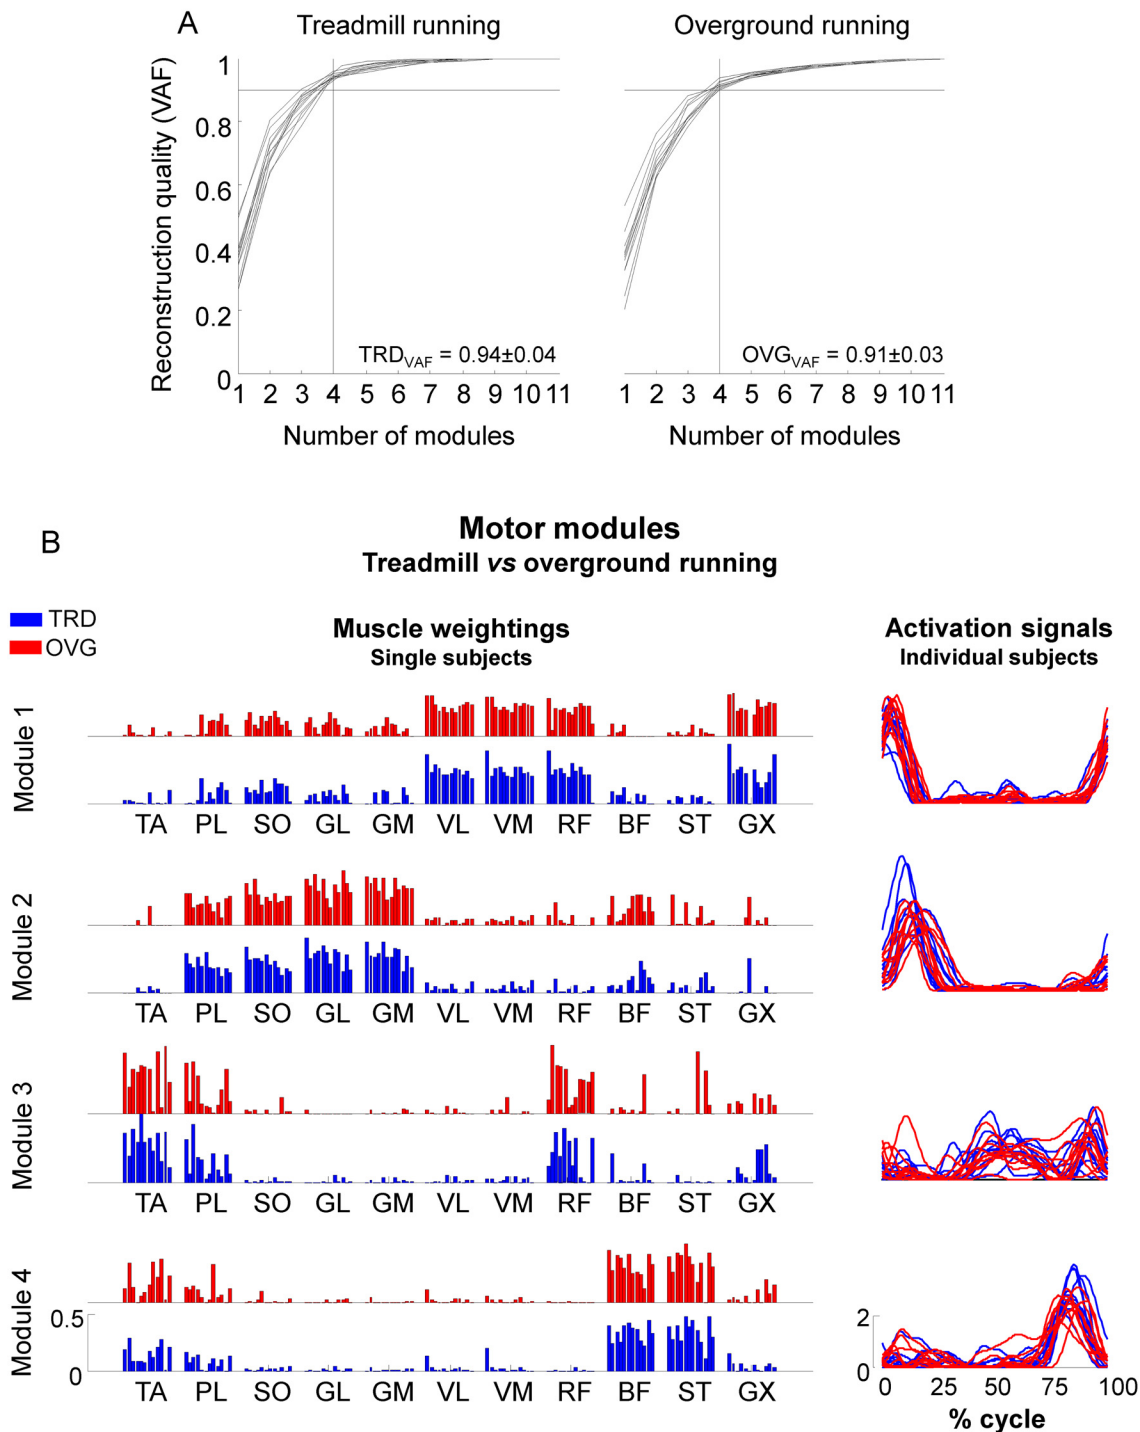 A
Treadmill running
Overground running
Reconstruction quality (VAF)
1
0.8
0.6
0.4
0.2
0
TRD_VAF = 0.94±0.04
OVG_VAF = 0.91±0.03
1 2 3 4 5 6 7 8 9 10 11
1 2 3 4 5 6 7 8 9 10 11
Number of modules
Number of modules
B
Motor modules
Treadmill vs overground running
TRD
OVG
Muscle weightings
Single subjects
Activation signals
Individual subjects
Module 1
TA PL SO GL GM VL VM RF BF ST GX
Module 2
TA PL SO GL GM VL VM RF BF ST GX
Module 3
TA PL SO GL GM VL VM RF BF ST GX
Module 4
0.5
0
TA PL SO GL GM VL VM RF BF ST GX
2
0
0 25 50 75 100
% cycle